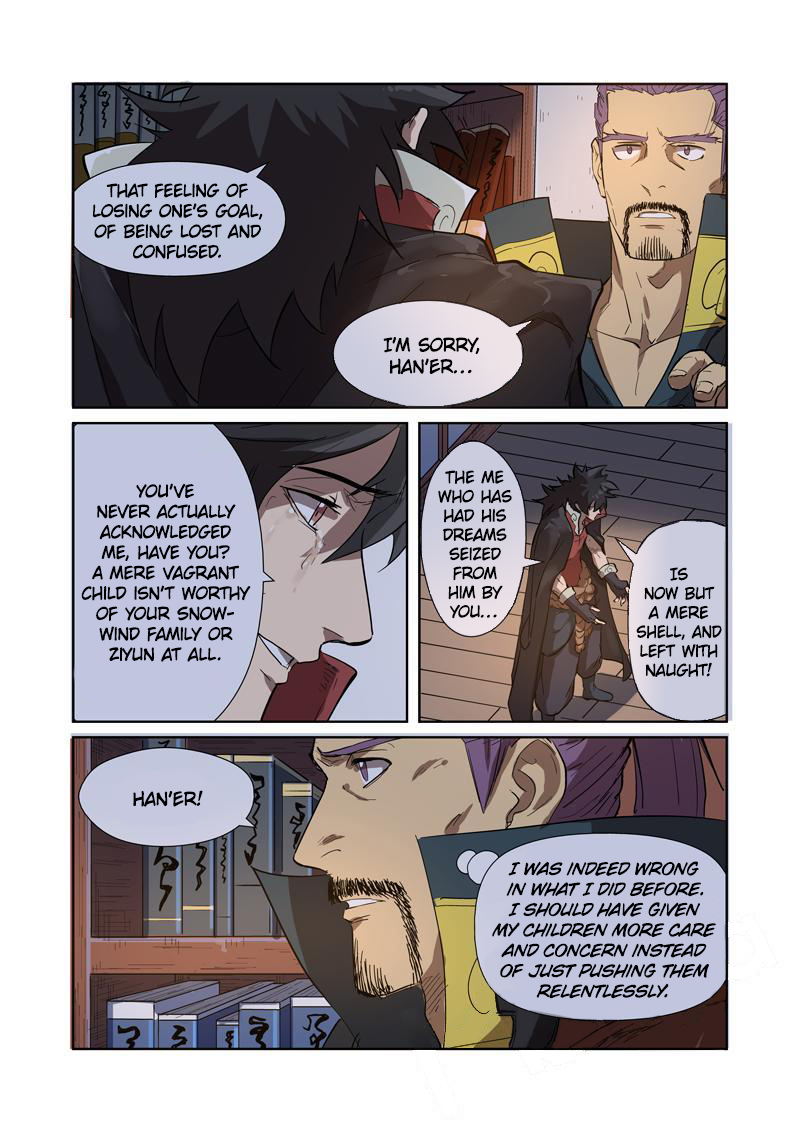 THAT FEELING OF
LOSING ONE'S GOAL,
OF BEING LOST AND
CONFUSED.
I'M SORRY,
HAN'ER...
YOU'VE
NEVER ACTUALLY
ACKNOWLEDGED
ME, HAVE YOU?
A MERE VAGRANT
CHILD ISN'T WORTHY
OF YOUR SNOW-
WIND FAMILY OR
ZIYUN AT ALL.
THE ME
WHO HAS
HAD HIS
DREAMS
SEIZED
FROM
HIM BY
YOU...
IS
NOW BUT
A MERE
SHELL, AND
LEFT WITH
NAUGHT!
HAN'ER!
I WAS INDEED WRONG
IN WHAT I DID BEFORE.
I SHOULD HAVE GIVEN
MY CHILDREN MORE CARE
AND CONCERN INSTEAD
OF JUST PUSHING THEM
RELENTLESSLY.